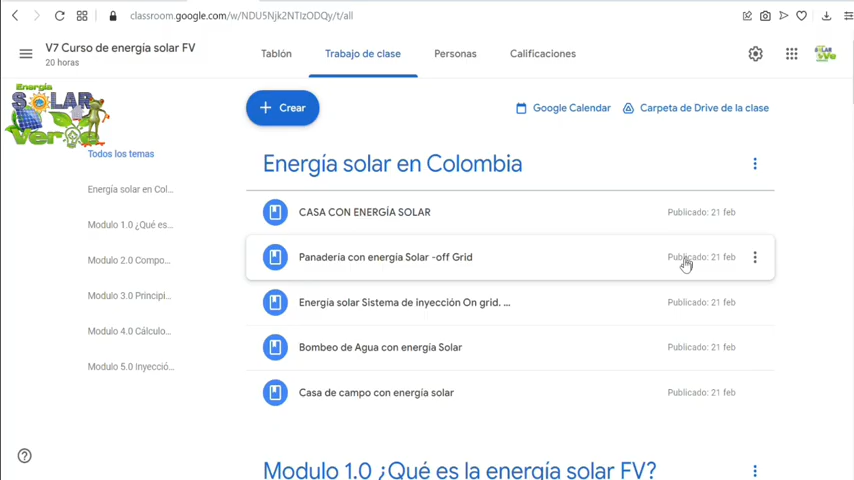 classroom.google.com/w/NDU5Njk2NTIzODQy/t/all
V7 Curso de energía solar FV
20 horas
Tablón
Trabajo de clase
Personas
Calificaciones
Energía
SOLAR
Verde
Crear
Google Calendar
Carpeta de Drive de la clase
Todos los temas
Energía solar en Col...
Modulo 1.0 ¿Qué es...
Modulo 2.0 Compo...
Modulo 3.0 Principi...
Modulo 4.0 Cálculo...
Modulo 5.0 Inyecció...
Energía solar en Colombia
CASA CON ENERGÍA SOLAR
Publicado: 21 feb
Panadería con energía Solar -off Grid
Publicado: 21 feb
Energía solar Sistema de inyección On grid. ...
Publicado: 21 feb
Bombeo de Agua con energía Solar
Publicado: 21 feb
Casa de campo con energía solar
Publicado: 21 feb
Modulo 1.0 ¿Qué es la energía solar FV?